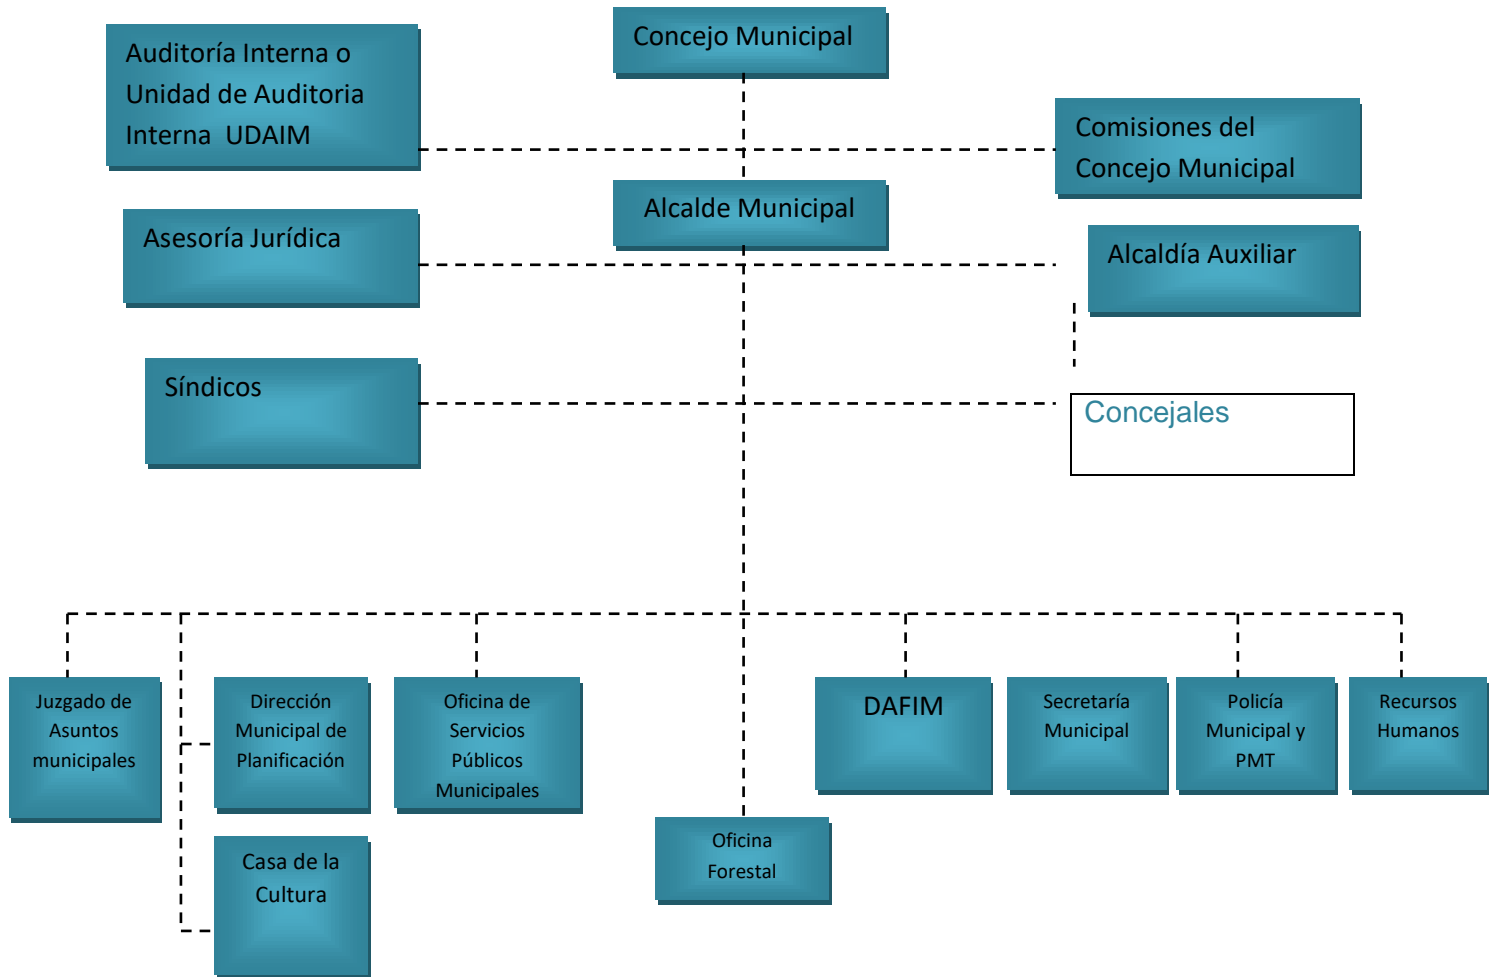 Concejo Municipal
Auditoría Interna o
Unidad de Auditoria
Interna UDAIM
Comisiones del
Concejo Municipal
Alcalde Municipal
Asesoría Jurídica
Alcaldía Auxiliar
Síndicos
Concejales
Juzgado de
Asuntos
municipales
Dirección
Municipal de
Planificación
Oficina de
Servicios
Públicos
Municipales
DAFIM
Secretaría
Municipal
Policía
Municipal y
PMT
Recursos
Humanos
Casa de la
Cultura
Oficina
Forestal